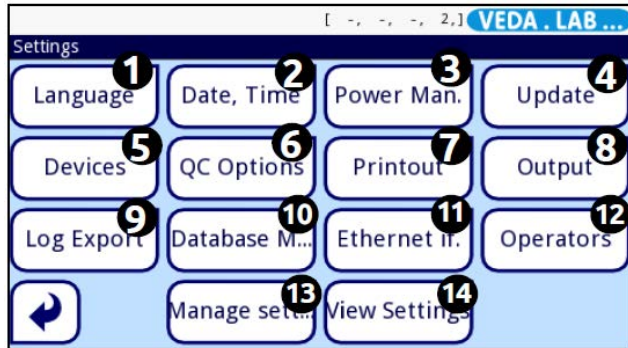 [ -, -, -, 2,] VEDA . LAB ...
Settings
1 2 3 4
Language Date, Time Power Man. Update
5 6 7 8
Devices QC Options Printout Output
9 10 11 12
Log Export Database M... Ethernet if. Operators
13 14
Manage sett... View Settings